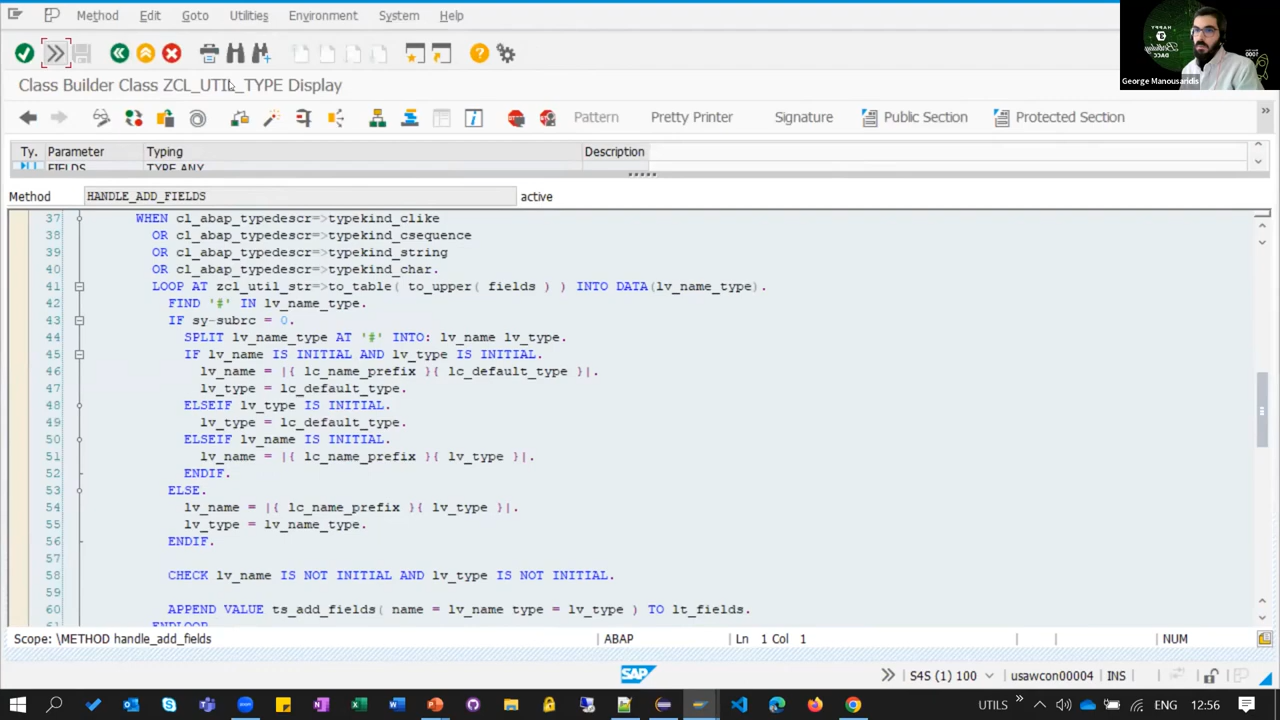 Method Edit Goto Utilities Environment System Help
Class Builder Class ZCL_UTIL_TYPE Display
Pattern Pretty Printer Signature Public Section Protected Section
Ty. Parameter Typing Description
FIELDS TYPE ANY
Method HANDLE_ADD_FIELDS active
37 WHEN cl_abap_typedescr=>typekind_clike
38 OR cl_abap_typedescr=>typekind_csequence
39 OR cl_abap_typedescr=>typekind_string
40 OR cl_abap_typedescr=>typekind_char.
41 LOOP AT zcl_util_str=>to_table( to_upper( fields ) ) INTO DATA(lv_name_type).
42 FIND '#' IN lv_name_type.
43 IF sy-subrc = 0.
44 SPLIT lv_name_type AT '#' INTO: lv_name lv_type.
45 IF lv_name IS INITIAL AND lv_type IS INITIAL.
46 lv_name = |{ lc_name_prefix }{ lc_default_type }|.
47 lv_type = lc_default_type.
48 ELSEIF lv_type IS INITIAL.
49 lv_type = lc_default_type.
50 ELSEIF lv_name IS INITIAL.
51 lv_name = |{ lc_name_prefix }{ lv_type }|.
52 ENDIF.
53 ELSE.
54 lv_name = |{ lc_name_prefix }{ lv_type }|.
55 lv_type = lv_name_type.
56 ENDIF.
57
58 CHECK lv_name IS NOT INITIAL AND lv_type IS NOT INITIAL.
59
60 APPEND VALUE ts_add_fields( name = lv_name type = lv_type ) TO lt_fields.
61 ENDLOOP
Scope: \METHOD handle_add_fields ABAP Ln 1 Col 1 NUM
SAP S4S (1) 100 usawcon00004 INS
UTILS ENG 12:56
George Manousaridis